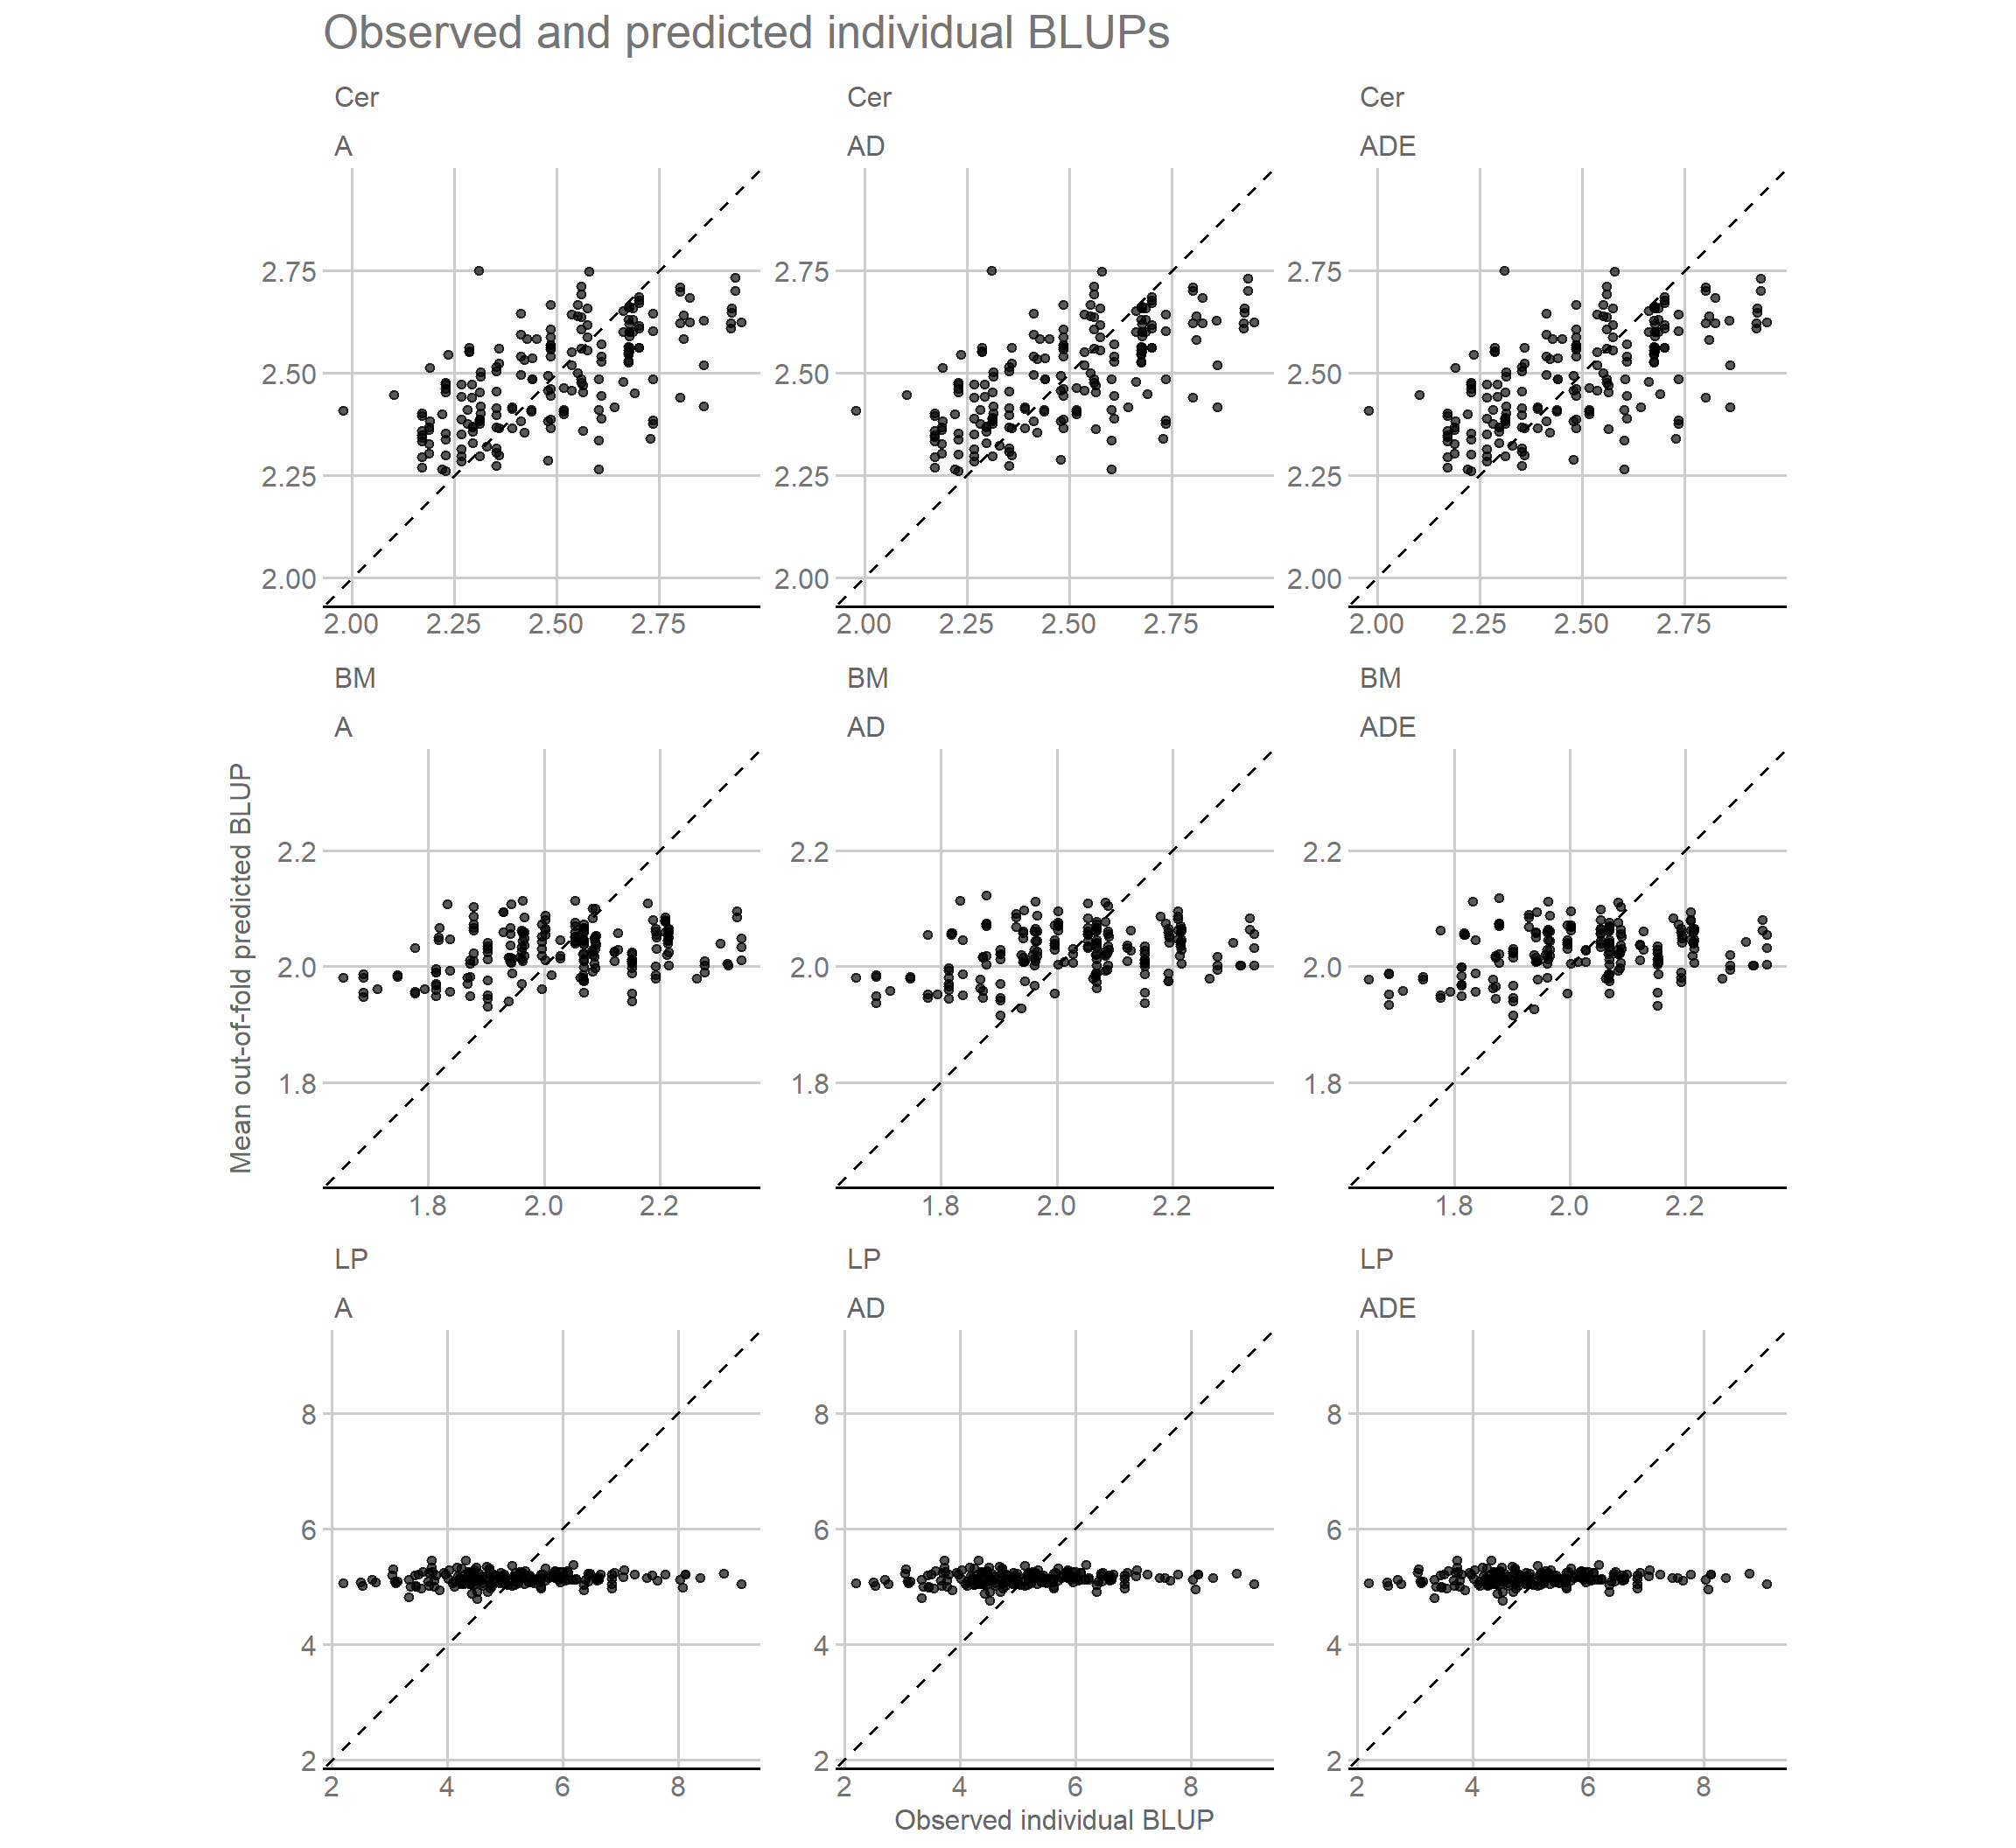 Observed and predicted individual BLUPs
Cer Cer Cer
A AD ADE
2.75 2.75 2.75
2.50 2.50 2.50
2.25 2.25 2.25
2.00 2.00 2.00
2.00 2.25 2.50 2.75 2.00 2.25 2.50 2.75 2.00 2.25 2.50 2.75
BM BM BM
A AD ADE
Mean out-of-fold predicted BLUP
2.2 2.2 2.2
2.0 2.0 2.0
1.8 1.8 1.8
1.8 2.0 2.2 1.8 2.0 2.2 1.8 2.0 2.2
LP LP LP
A AD ADE
8 8 8
6 6 6
4 4 4
2 2 2
2 4 6 8 2 4 6 8 2 4 6 8
Observed individual BLUP